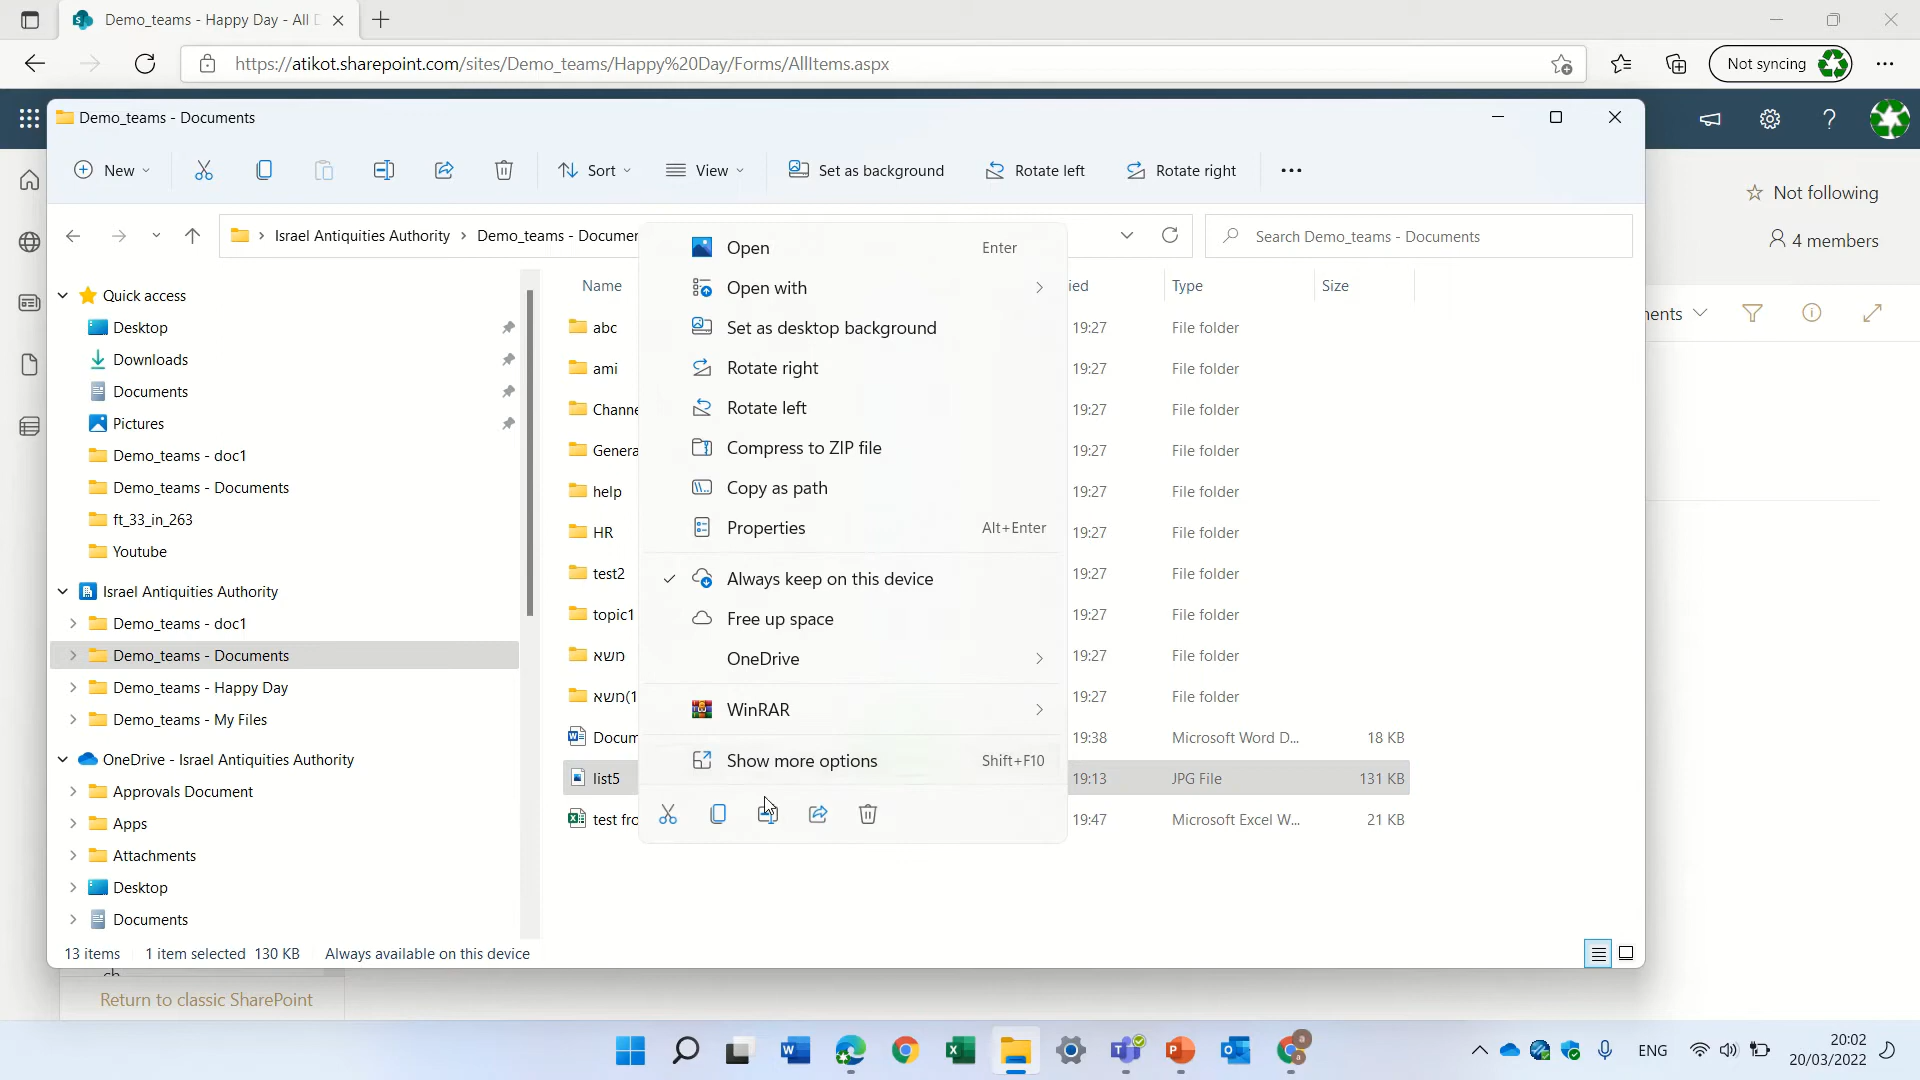 Demo_teams - Happy Day - All D
https://atikot.sharepoint.com/sites/Demo_teams/Happy%20Day/Forms/AllItems.aspx
Not syncing
Demo_teams - Documents
New
Sort
View
Set as background
Rotate left
Rotate right
Not following
Israel Antiquities Authority
Demo_teams - Documen
Search Demo_teams - Documents
4 members
Name
ied
Type
Size
ents
Quick access
Desktop
Downloads
Documents
Pictures
Demo_teams - doc1
Demo_teams - Documents
ft_33_in_263
Youtube
Israel Antiquities Authority
Demo_teams - doc1
Demo_teams - Documents
Demo_teams - Happy Day
Demo_teams - My Files
OneDrive - Israel Antiquities Authority
Approvals Document
Apps
Attachments
Desktop
Documents
abc 19:27 File folder
ami 19:27 File folder
Channe 19:27 File folder
Genera 19:27 File folder
help 19:27 File folder
HR 19:27 File folder
test2 19:27 File folder
topic1 19:27 File folder
משא 19:27 File folder
משא(1 19:27 File folder
Docum 19:38 Microsoft Word D... 18 KB
list5 19:13 JPG File 131 KB
test fro 19:47 Microsoft Excel W... 21 KB
Open Enter
Open with
Set as desktop background
Rotate right
Rotate left
Compress to ZIP file
Copy as path
Properties Alt+Enter
Always keep on this device
Free up space
OneDrive
WinRAR
Show more options Shift+F10
13 items 1 item selected 130 KB Always available on this device
Return to classic SharePoint
ENG
20:02
20/03/2022